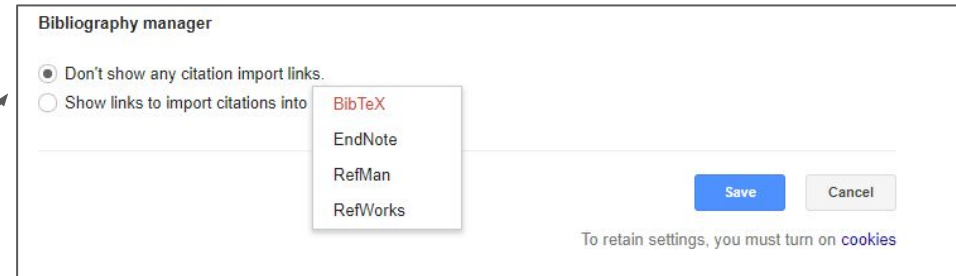 Bibliography manager
Don't show any citation import links.
Show links to import citations into
BibTeX
EndNote
RefMan
RefWorks
Save
Cancel
To retain settings, you must turn on cookies